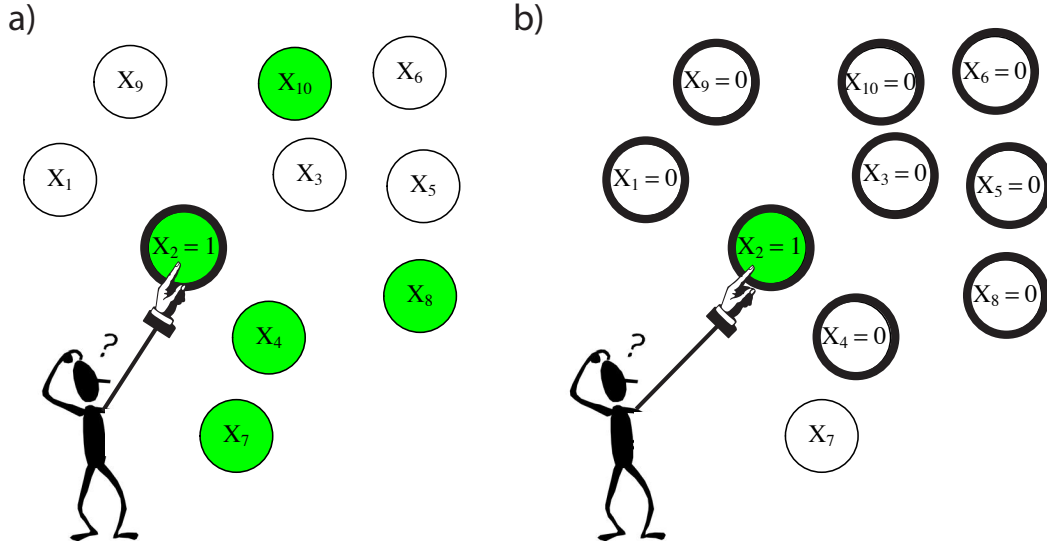 a)
X₉
X₁₀
X₆
X₁
X₃
X₅
X₂ = 1
X₈
X₄
?
X₇
b)
X₉ = 0
X₁₀ = 0
X₆ = 0
X₁ = 0
X₃ = 0
X₅ = 0
X₂ = 1
X₈ = 0
X₄ = 0
?
X₇